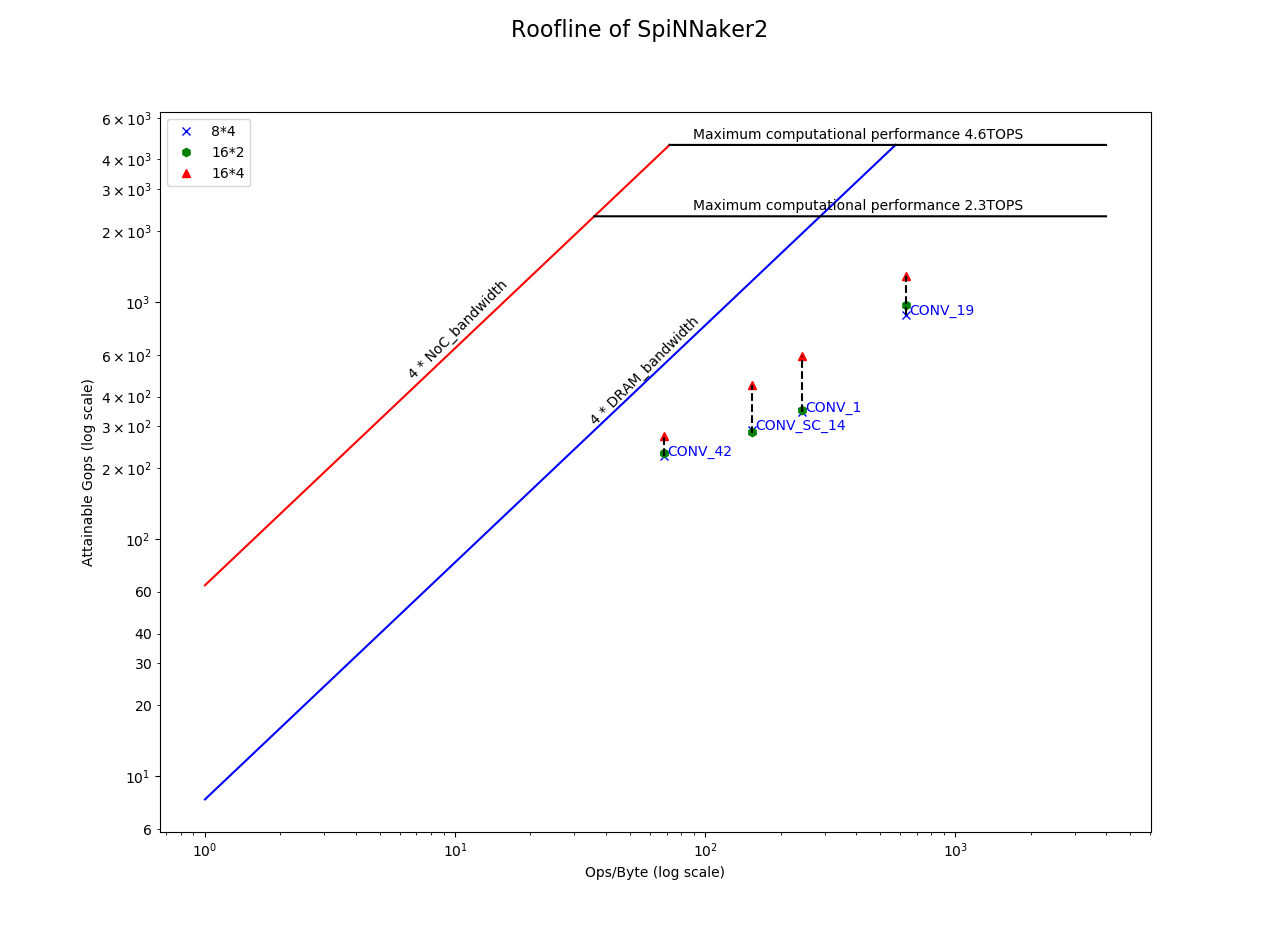 Roofline of SpiNNaker2
8*4
16*2
16*4
Maximum computational performance 4.6TOPS
Maximum computational performance 2.3TOPS
4 * NoC_bandwidth
4 * DRAM_bandwidth
CONV_19
CONV_1
CONV_SC_14
CONV_42
Attainable Gops (log scale)
6 × 10³
4 × 10³
3 × 10³
2 × 10³
10³
6 × 10²
4 × 10²
3 × 10²
2 × 10²
10²
60
40
30
20
10¹
6
10⁰ 10¹ 10² 10³
Ops/Byte (log scale)